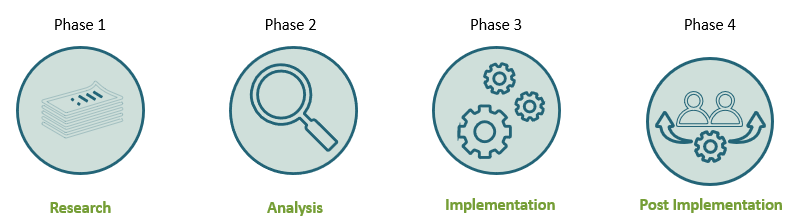 Phase 1
Phase 2
Phase 3
Phase 4
Research
Analysis
Implementation
Post Implementation